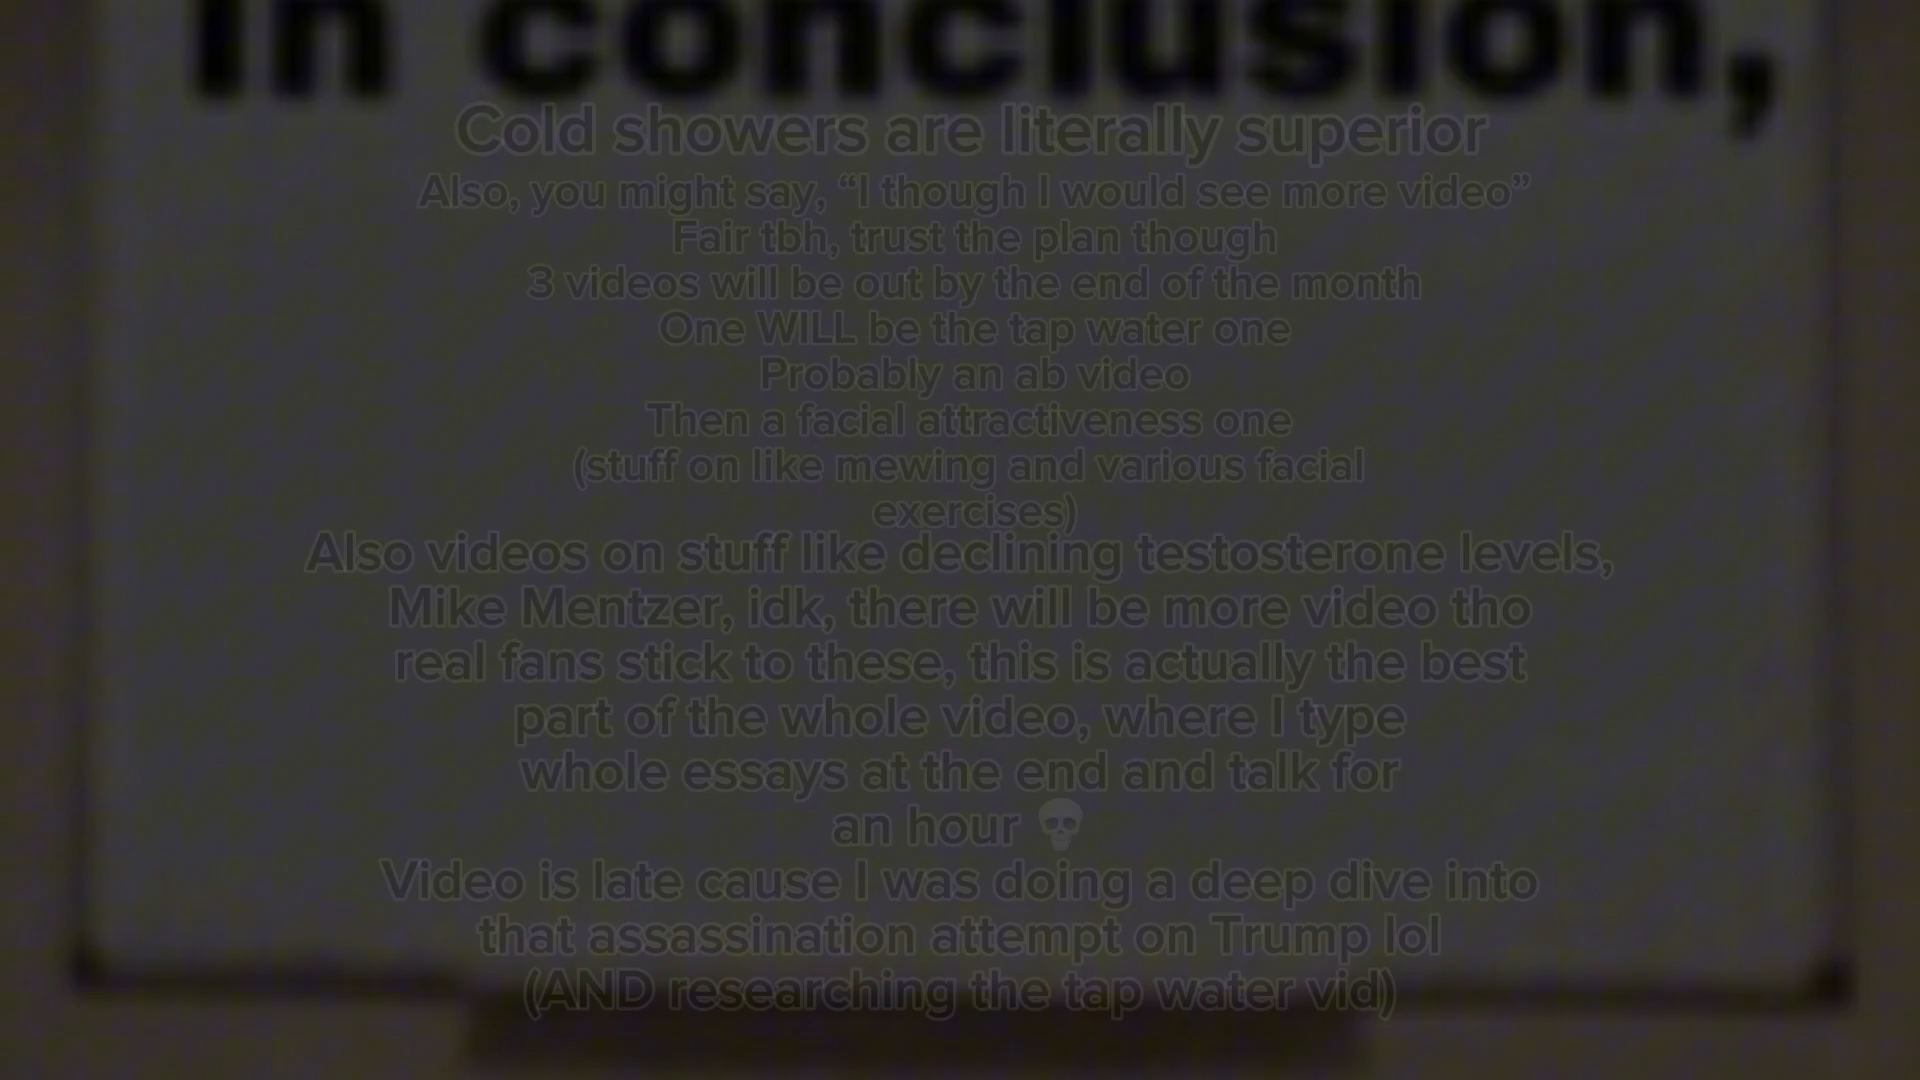 In conclusion,
Cold showers are literally superior
Also, you might say, “I though I would see more video”
Fair tbh, trust the plan though
3 videos will be out by the end of the month
One WILL be the tap water one
Probably an ab video
Then a facial attractiveness one
(stuff on like mewing and various facial
exercises)
Also videos on stuff like declining testosterone levels,
Mike Mentzer, idk, there will be more video tho
real fans stick to these, this is actually the best
part of the whole video, where I type
whole essays at the end and talk for
an hour 💀
Video is late cause I was doing a deep dive into
that assassination attempt on Trump lol
(AND researching the tap water vid)